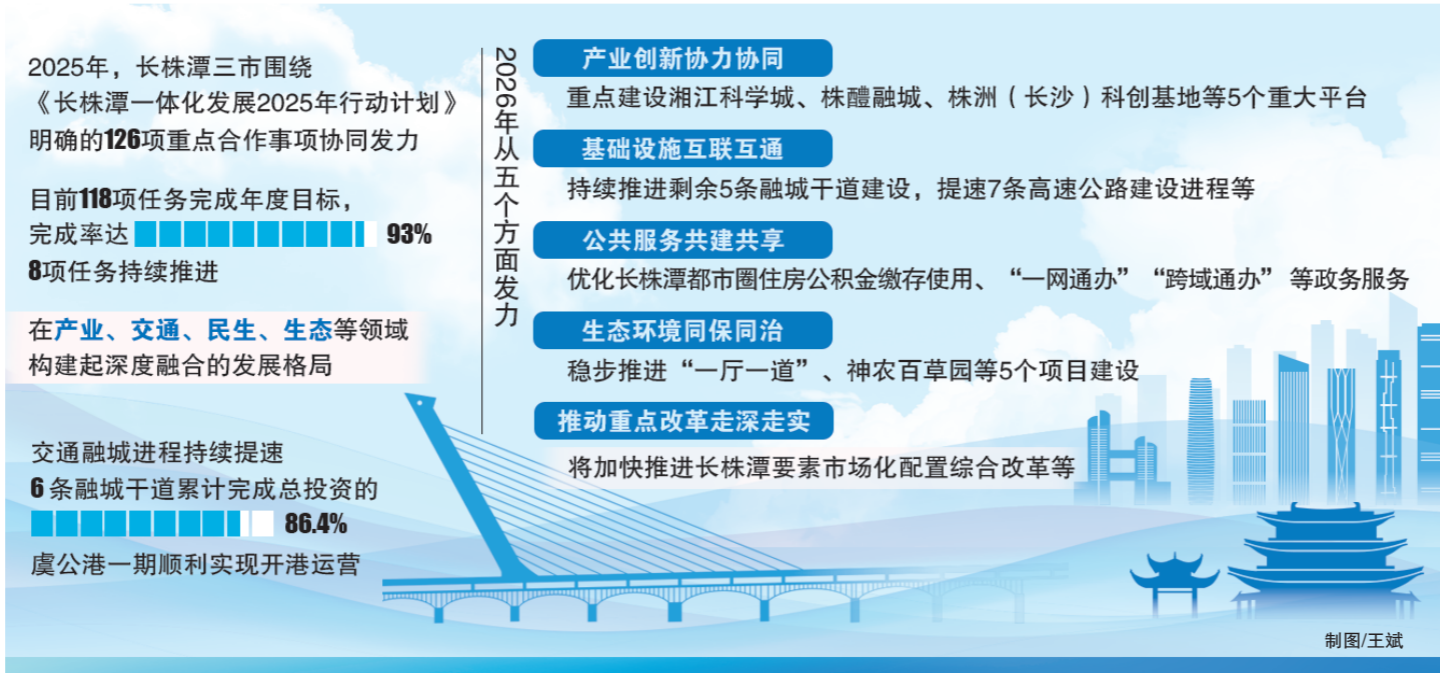 2025年，长株潭三市围绕
《长株潭一体化发展2025年行动计划》
明确的126项重点合作事项协同发力
目前118项任务完成年度目标，
完成率达 93%
8项任务持续推进
在产业、交通、民生、生态等领域
构建起深度融合的发展格局
交通融城进程持续提速
6条融城干道累计完成总投资的
86.4%
虞公港一期顺利实现开港运营
2026年从五个方面发力
产业创新协力协同
重点建设湘江科学城、株醴融城、株洲（长沙）科创基地等5个重大平台
基础设施互联互通
持续推进剩余5条融城干道建设，提速7条高速公路建设进程等
公共服务共建共享
优化长株潭都市圈住房公积金缴存使用、“一网通办”“跨域通办”等政务服务
生态环境同保同治
稳步推进“一厅一道”、神农百草园等5个项目建设
推动重点改革走深走实
将加快推进长株潭要素市场化配置综合改革等
制图/王斌